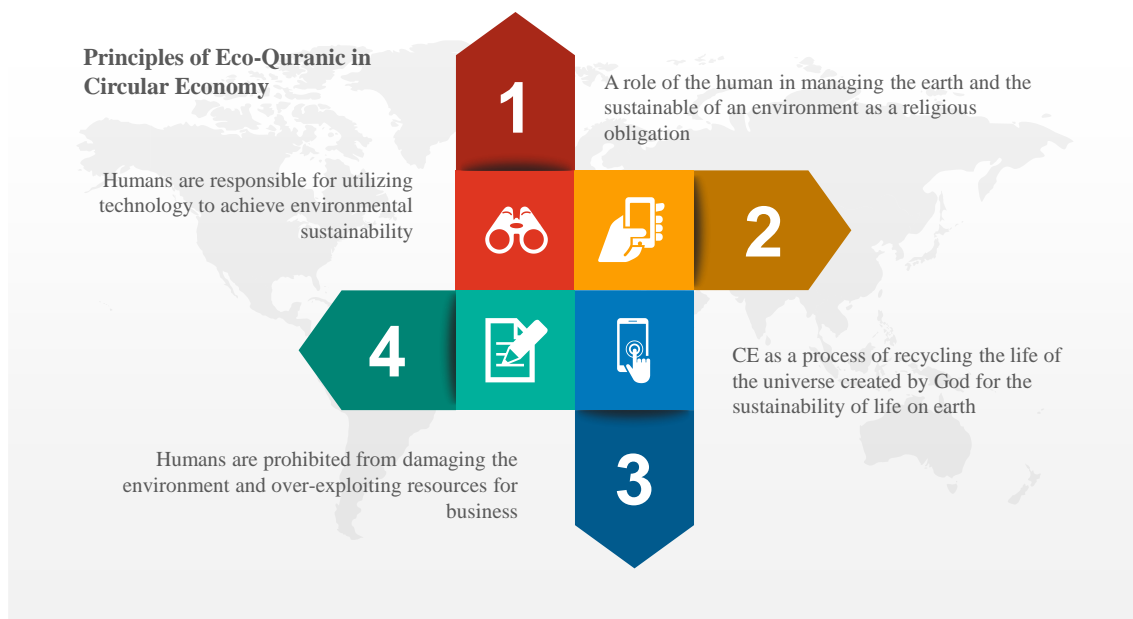 Principles of Eco-Quranic in
Circular Economy
1
A role of the human in managing the earth and the
sustainable of an environment as a religious
obligation
Humans are responsible for utilizing
technology to achieve environmental
sustainability
2
4
CE as a process of recycling the life of
the universe created by God for the
sustainability of life on earth
Humans are prohibited from damaging the
environment and over-exploiting resources for
business
3